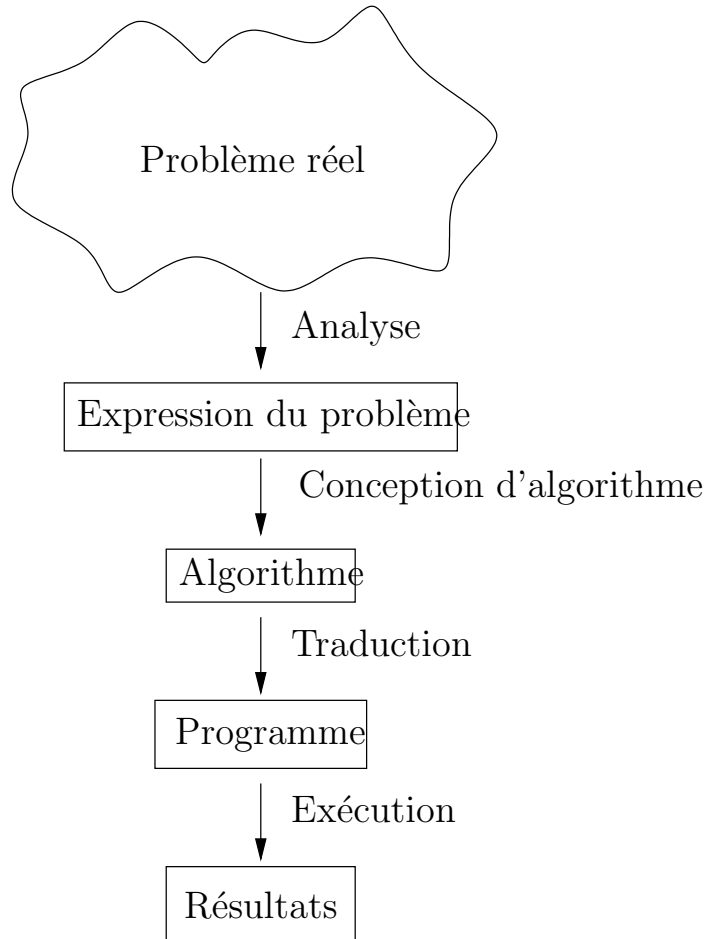 Problème réel
Analyse
Expression du problème
Conception d'algorithme
Algorithme
Traduction
Programme
Exécution
Résultats